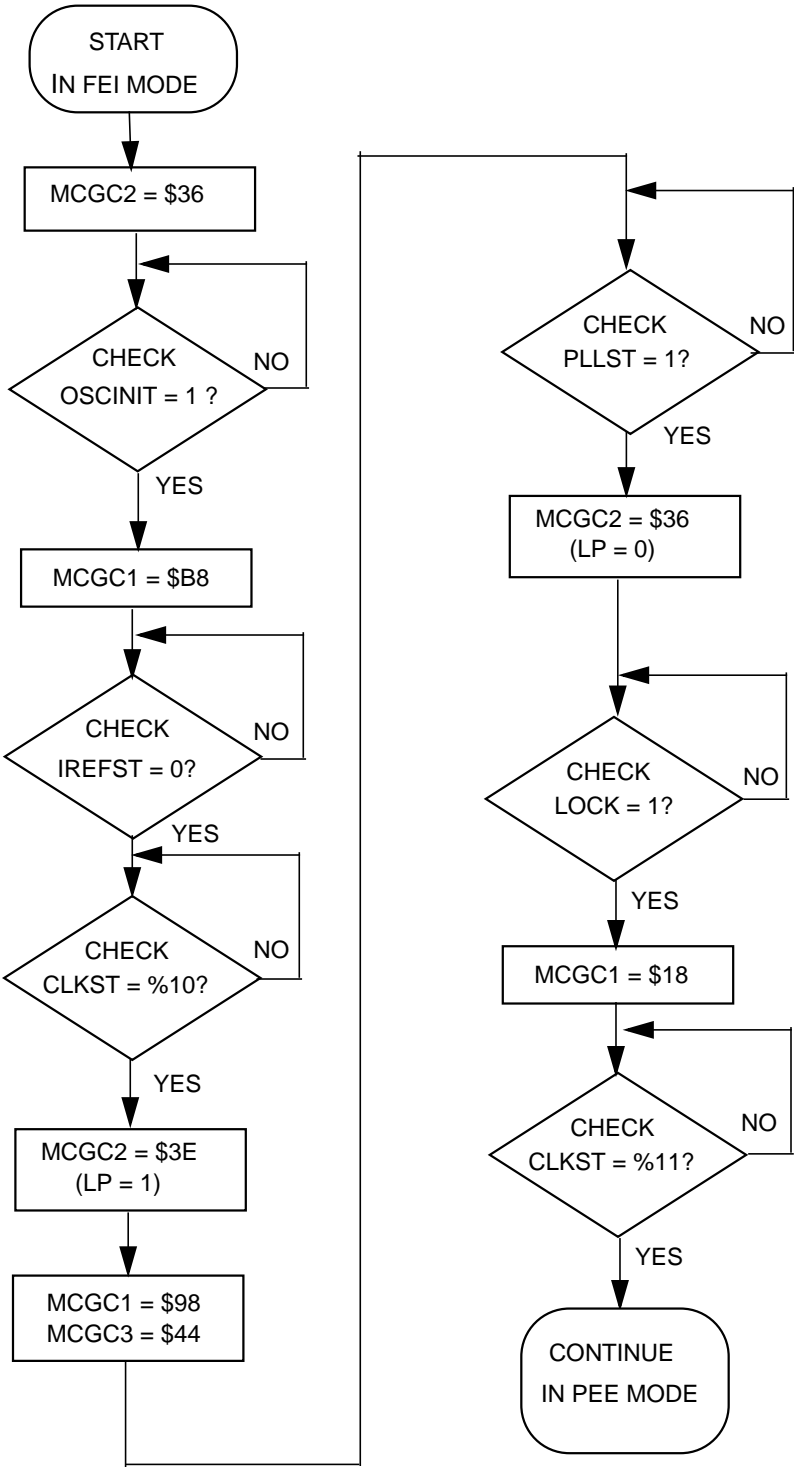 START
IN FEI MODE
MCGC2 = $36
CHECK
OSCINIT = 1 ?
NO
YES
MCGC1 = $B8
CHECK
IREFST = 0?
NO
YES
CHECK
CLKST = %10?
NO
YES
MCGC2 = $3E
(LP = 1)
MCGC1 = $98
MCGC3 = $44
CHECK
PLLST = 1?
NO
YES
MCGC2 = $36
(LP = 0)
CHECK
LOCK = 1?
NO
YES
MCGC1 = $18
CHECK
CLKST = %11?
NO
YES
CONTINUE
IN PEE MODE